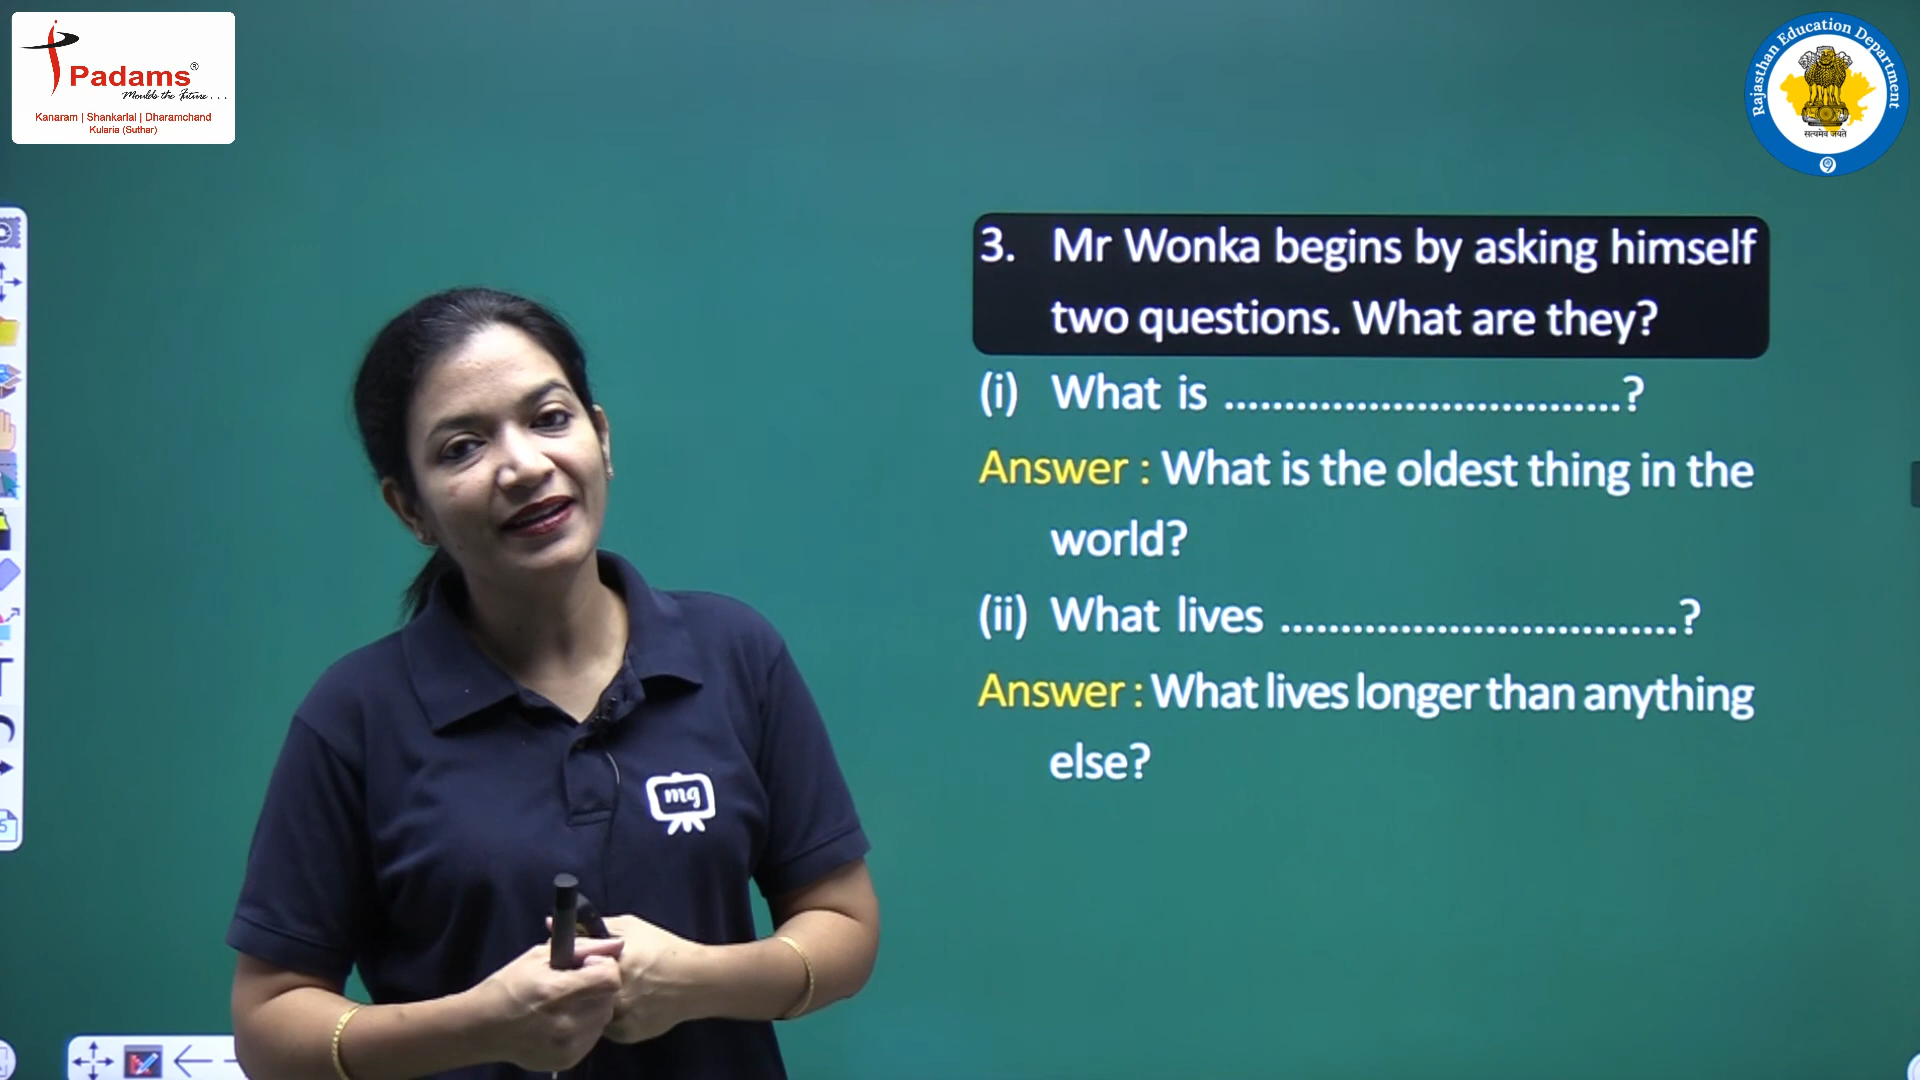 Padams®
Moulds the Future . . .
Kanaram | Shankarlal | Dharamchand
Kularia (Suthar)
Rajasthan Education Department
सत्यमेव जयते
3. Mr Wonka begins by asking himself
two questions. What are they?
(i) What is .................................?
Answer : What is the oldest thing in the
world?
(ii) What lives .................................?
Answer : What lives longer than anything
else?
mg